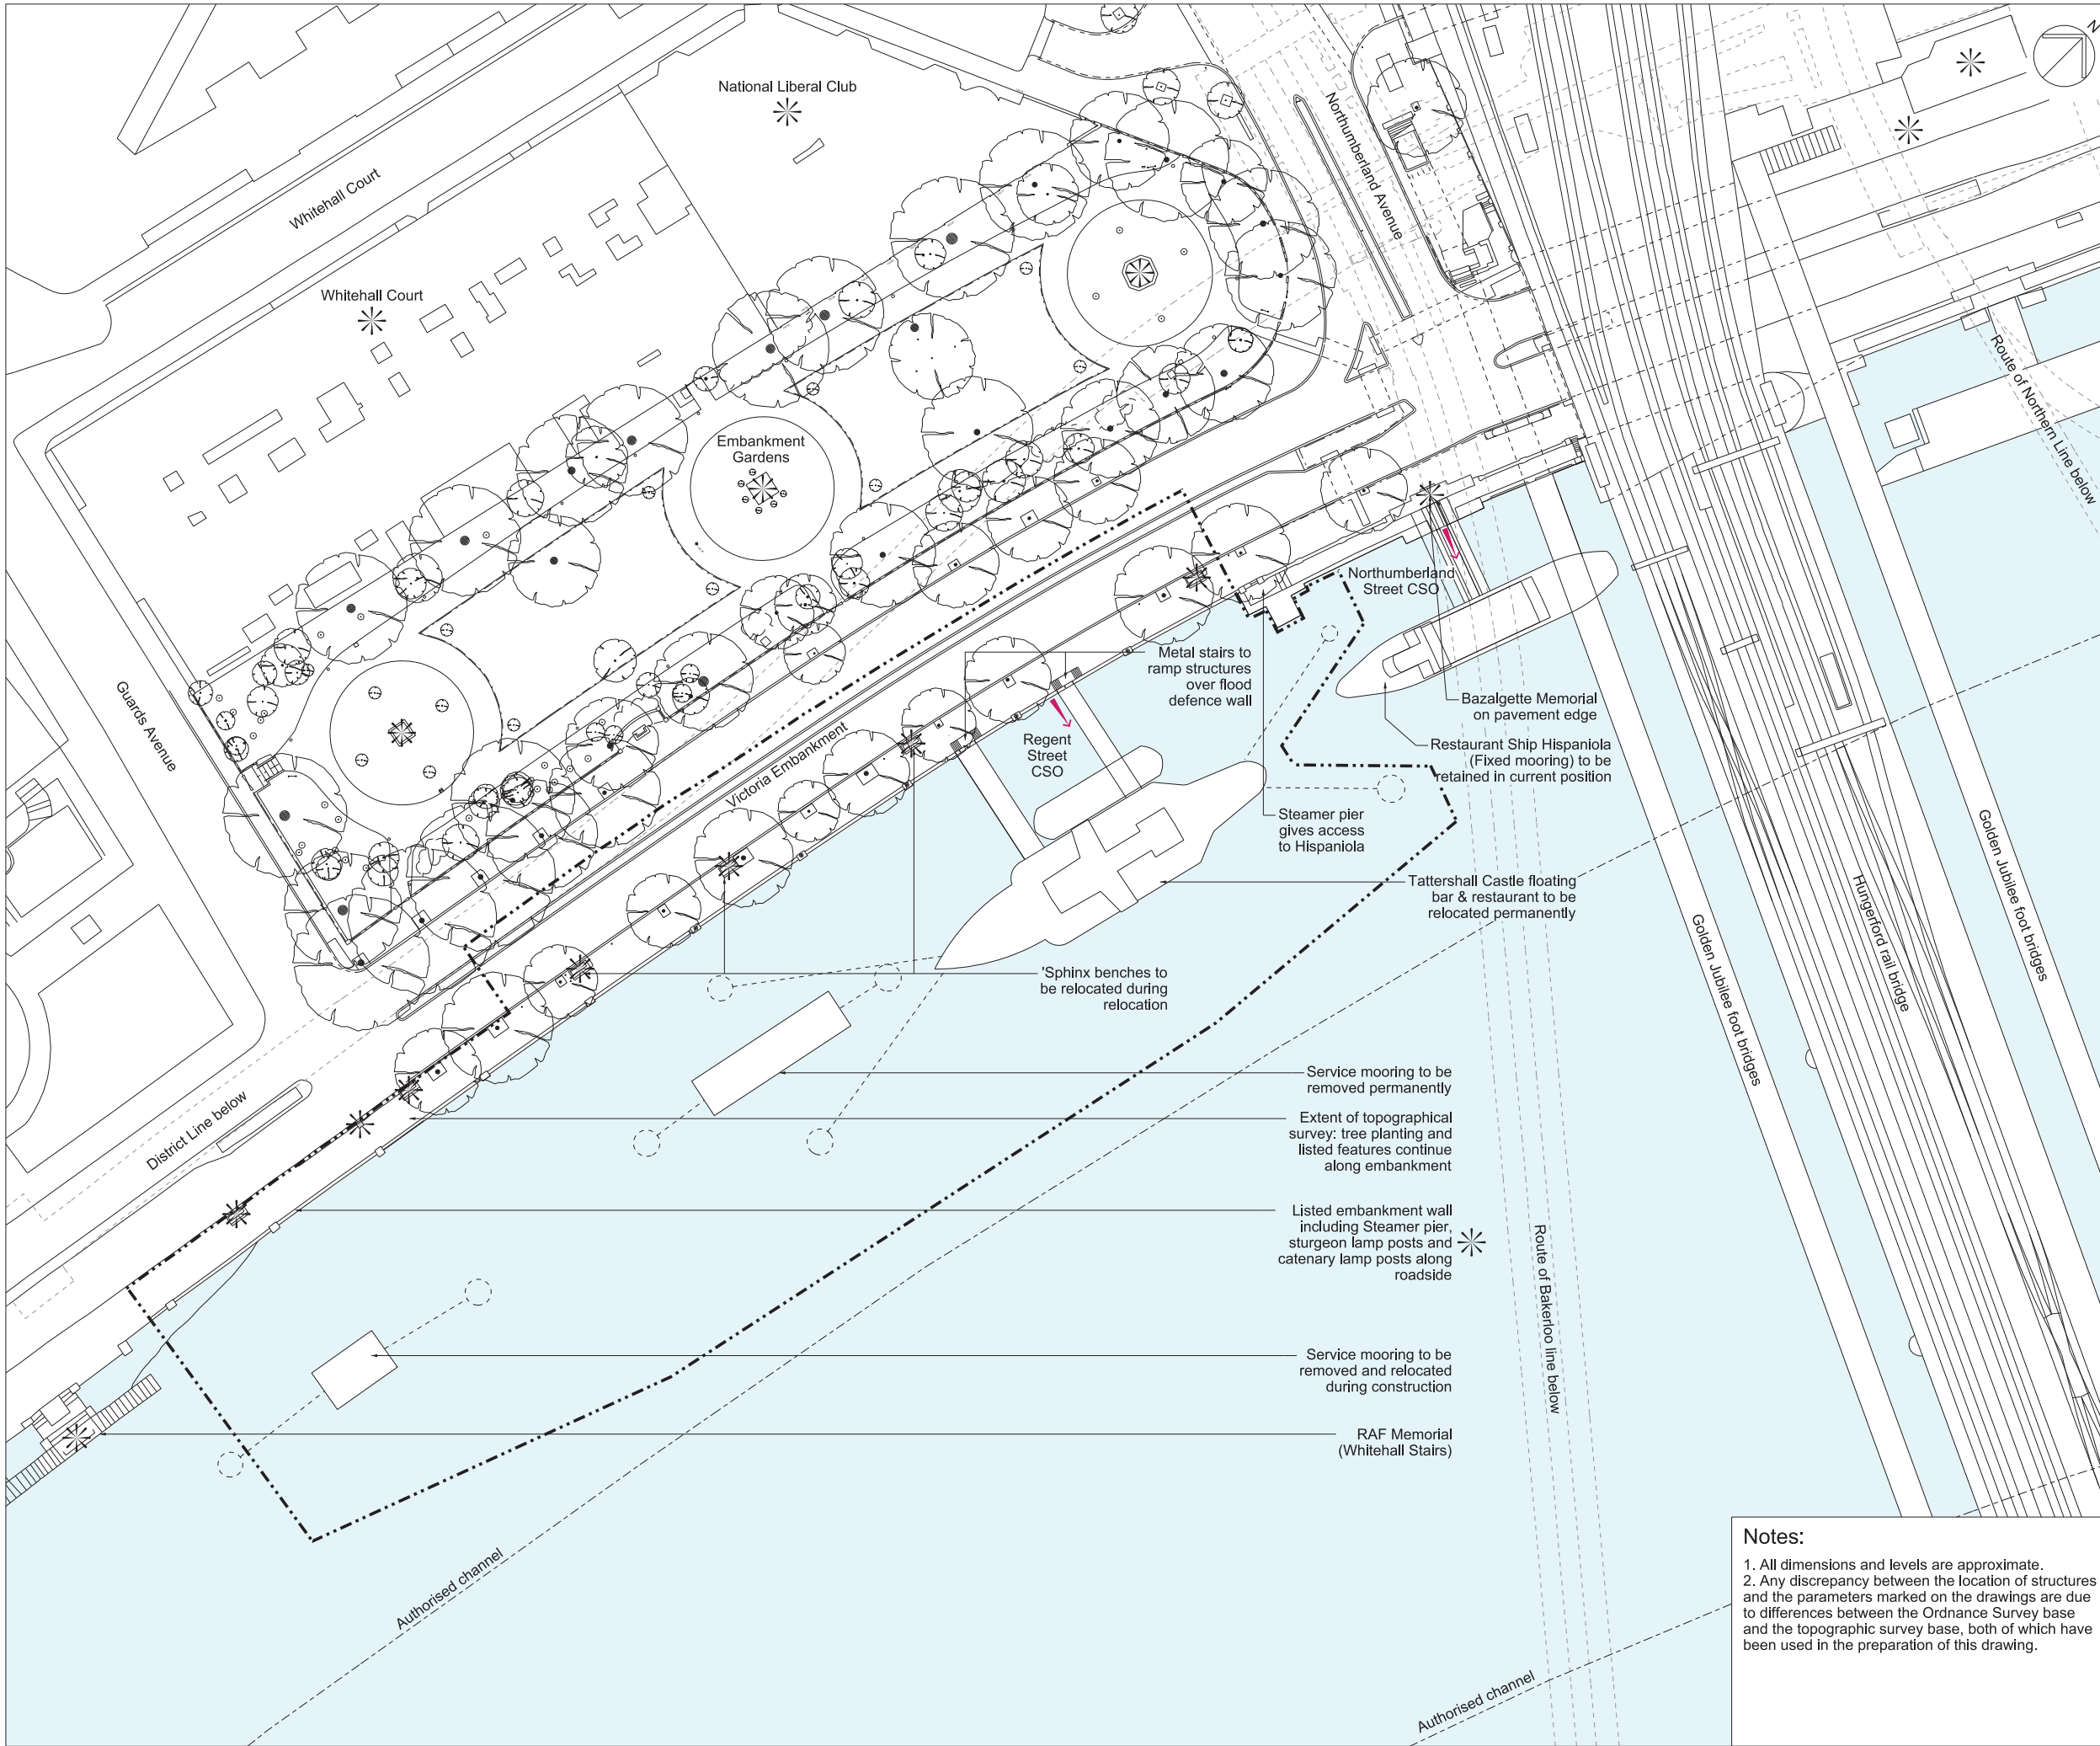 N
National Liberal Club
Northumberland Avenue
Whitehall Court
Whitehall Court
Route of Northern Line below
Embankment
Gardens
Northumberland
Street CSO
Metal stairs to
ramp structures
over flood
defence wall
Guards Avenue
Bazalgette Memorial
on pavement edge
Regent
Street
CSO
Restaurant Ship Hispaniola
(Fixed mooring) to be
retained in current position
Victoria Embankment
Steamer pier
gives access
to Hispaniola
Golden Jubilee foot bridges
Tattershall Castle floating
bar & restaurant to be
relocated permanently
Hungerford rail bridge
Golden Jubilee foot bridges
'Sphinx benches to
be relocated during
relocation
Service mooring to be
removed permanently
District Line below
Extent of topographical
survey: tree planting and
listed features continue
along embankment
Listed embankment wall
including Steamer pier,
sturgeon lamp posts and
catenary lamp posts along
roadside
Route of Bakerloo line below
Service mooring to be
removed and relocated
during construction
RAF Memorial
(Whitehall Stairs)
Authorised channel
Authorised channel
Notes:
1. All dimensions and levels are approximate.
2. Any discrepancy between the location of structures
and the parameters marked on the drawings are due
to differences between the Ordnance Survey base
and the topographic survey base, both of which have
been used in the preparation of this drawing.